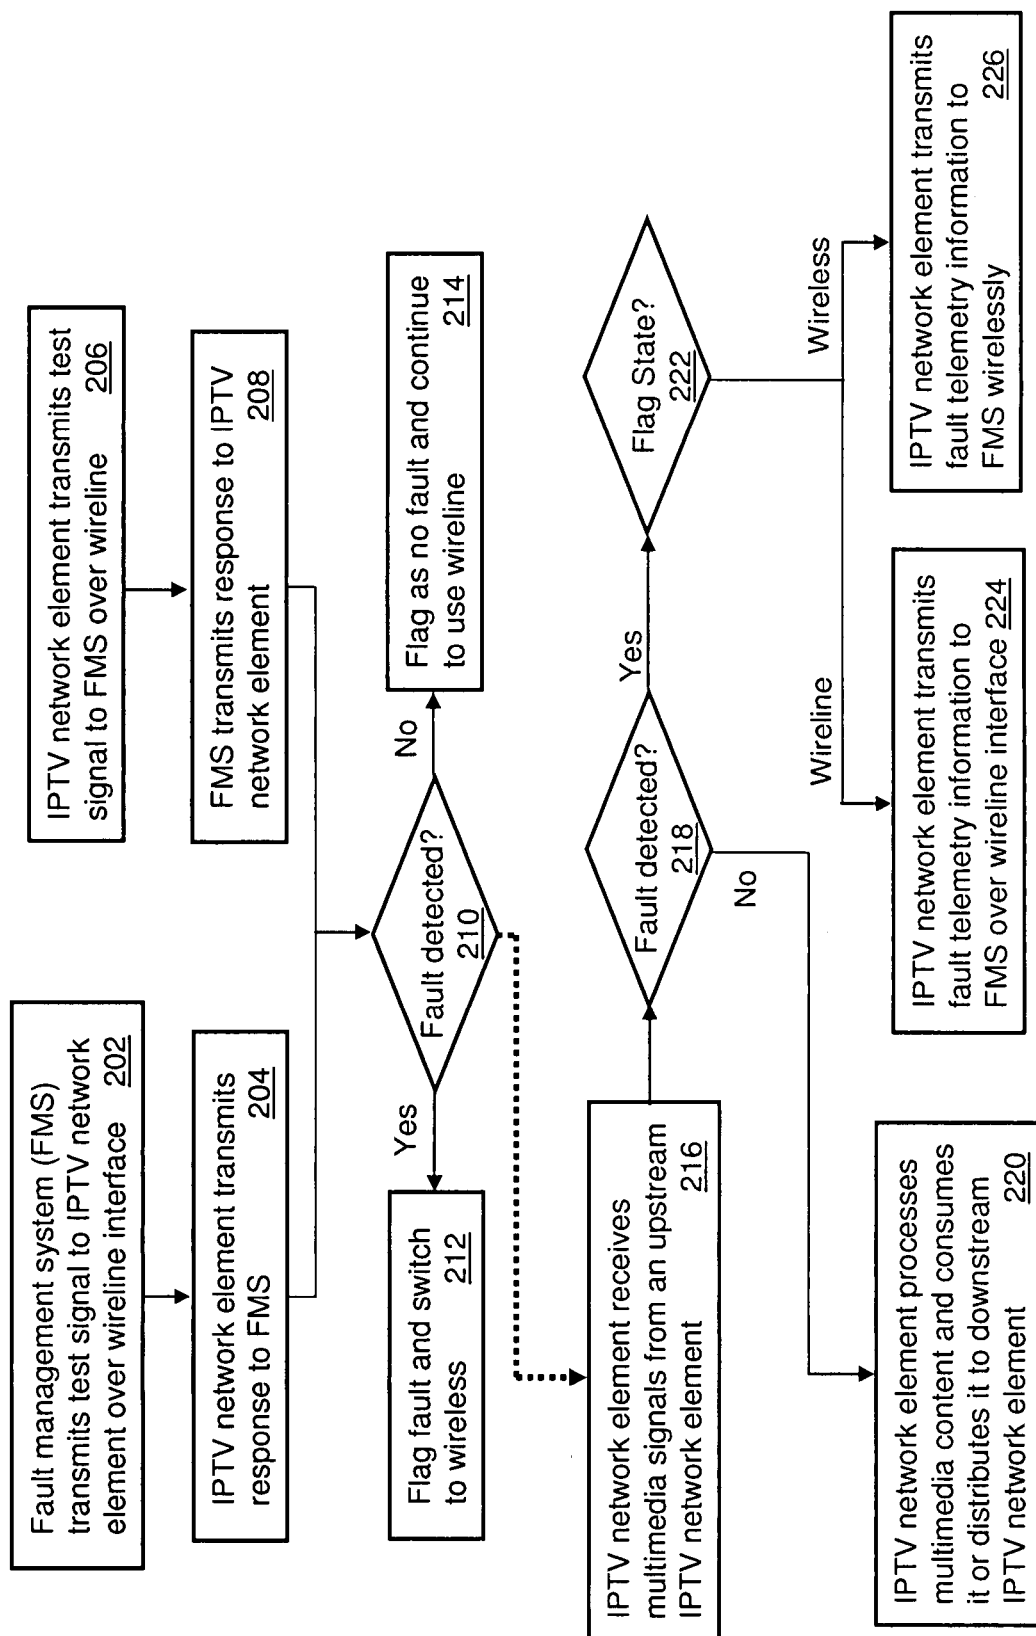 Fault management system (FMS)
transmits test signal to IPTV network
element over wireline interface 202
IPTV network element transmits
response to FMS 204
IPTV network element transmits test
signal to FMS over wireline 206
FMS transmits response to IPTV
network element 208
Fault detected?
210
Yes
No
Flag fault and switch
to wireless 212
Flag as no fault and continue
to use wireline 214
IPTV network element receives
multimedia signals from an upstream
IPTV network element 216
Fault detected?
218
Yes
No
Flag State?
222
Wireline
Wireless
IPTV network element processes
multimedia content and consumes
it or distributes it to downstream
IPTV network element 220
IPTV network element transmits
fault telemetry information to
FMS over wireline interface 224
IPTV network element transmits
fault telemetry information to
FMS wirelessly 226